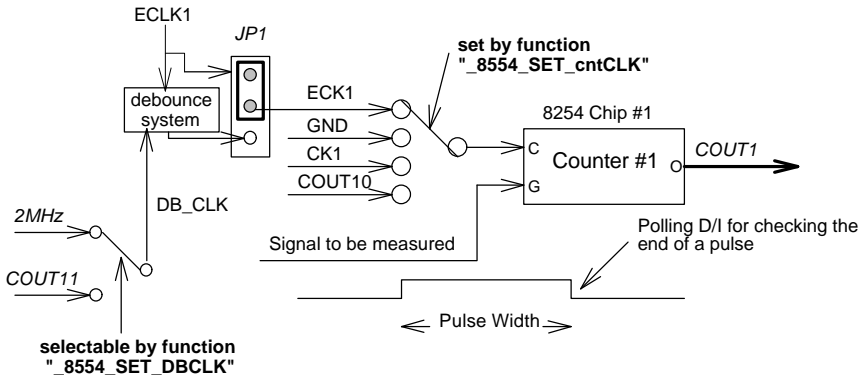 ECLK1
JP1
debounce
system
DB_CLK
2MHz
COUT11
selectable by function
"_8554_SET_DBCLK"
set by function
"_8554_SET_cntCLK"
ECK1
GND
CK1
COUT10
Signal to be measured
8254 Chip #1
C
G
Counter #1
O
COUT1
Polling D/I for checking the
end of a pulse
Pulse Width